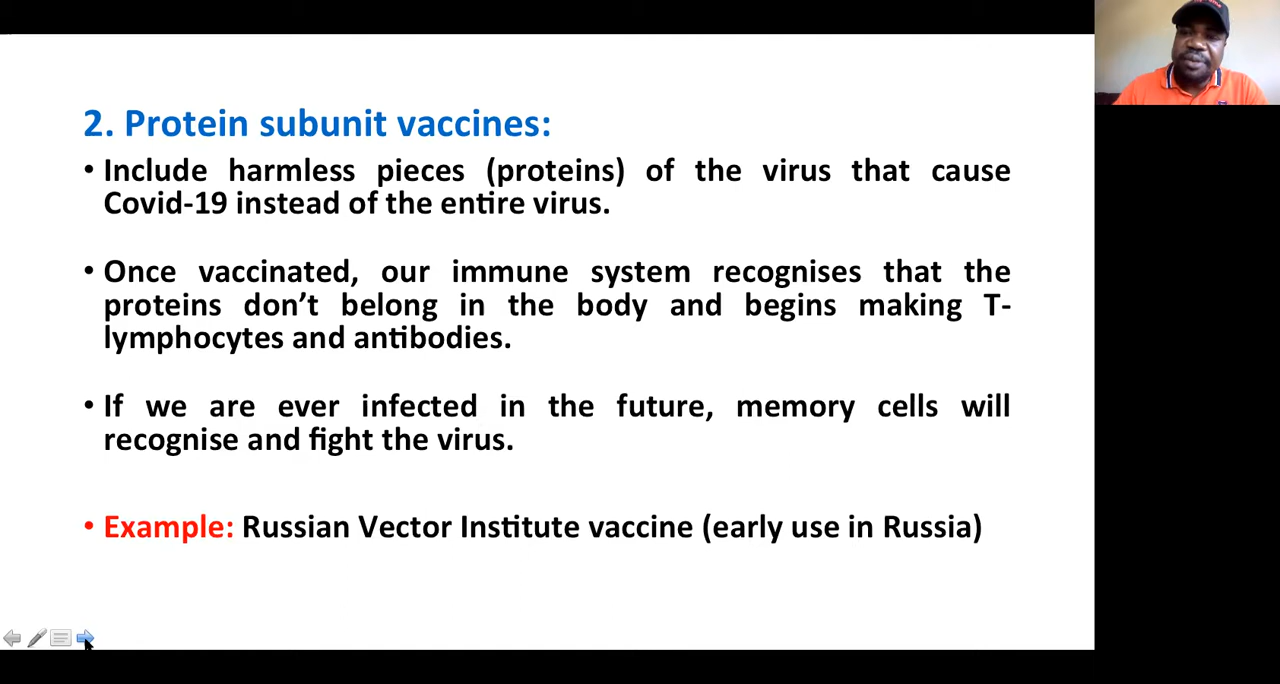 2. Protein subunit vaccines:
• Include harmless pieces (proteins) of the virus that cause
Covid-19 instead of the entire virus.
• Once vaccinated, our immune system recognises that the
proteins don’t belong in the body and begins making T-
lymphocytes and antibodies.
• If we are ever infected in the future, memory cells will
recognise and fight the virus.
• Example: Russian Vector Institute vaccine (early use in Russia)